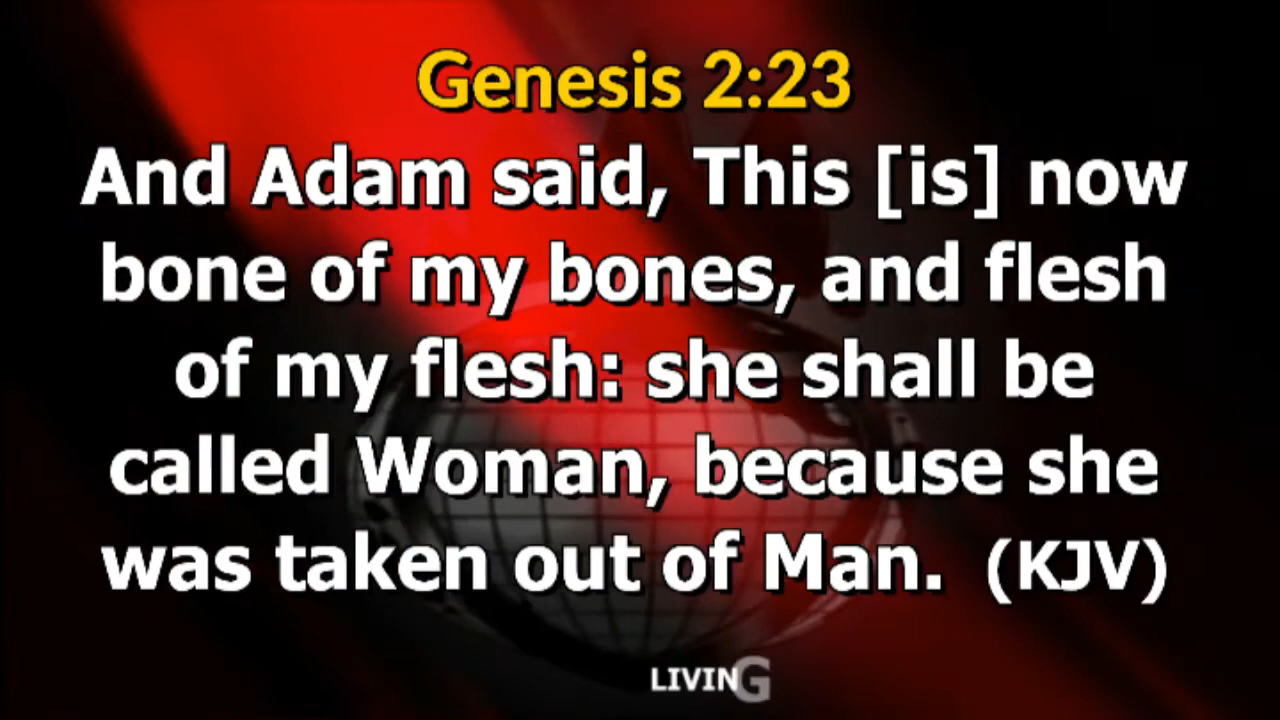 Genesis 2:23
And Adam said, This [is] now
bone of my bones, and flesh
of my flesh: she shall be
called Woman, because she
was taken out of Man. (KJV)
LIVING